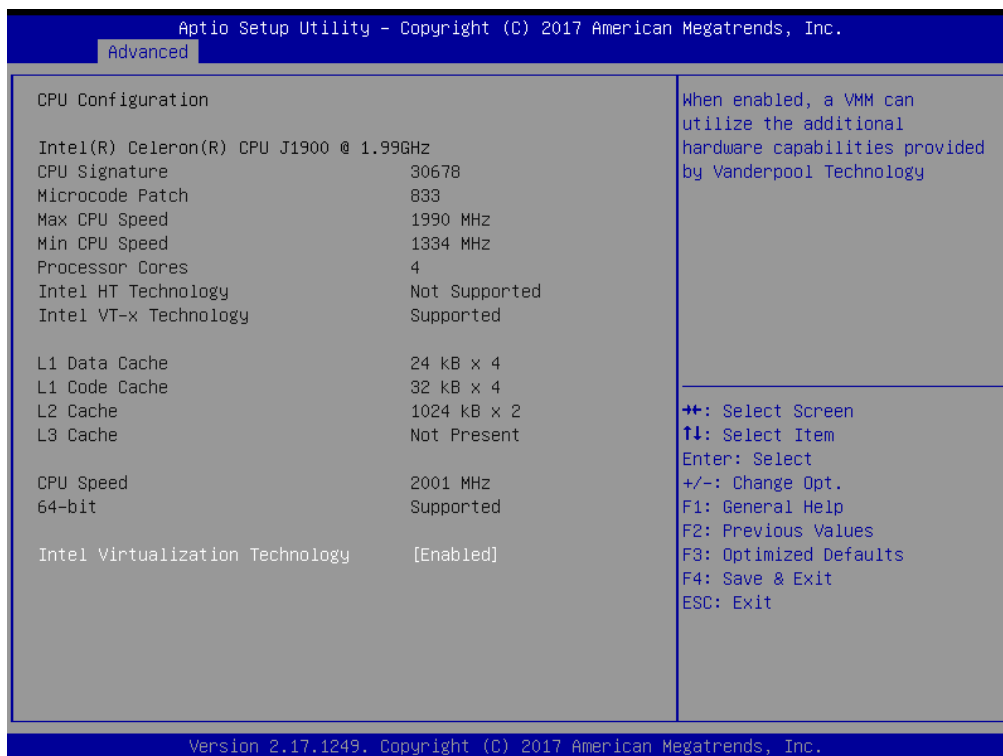 Aptio Setup Utility – Copyright (C) 2017 American Megatrends, Inc.
Advanced
CPU Configuration
Intel(R) Celeron(R) CPU J1900 @ 1.99GHz
CPU Signature 30678
Microcode Patch 833
Max CPU Speed 1990 MHz
Min CPU Speed 1334 MHz
Processor Cores 4
Intel HT Technology Not Supported
Intel VT-x Technology Supported
L1 Data Cache 24 kB x 4
L1 Code Cache 32 kB x 4
L2 Cache 1024 kB x 2
L3 Cache Not Present
CPU Speed 2001 MHz
64-bit Supported
Intel Virtualization Technology [Enabled]
When enabled, a VMM can
utilize the additional
hardware capabilities provided
by Vanderpool Technology
→←: Select Screen
↑↓: Select Item
Enter: Select
+/-: Change Opt.
F1: General Help
F2: Previous Values
F3: Optimized Defaults
F4: Save & Exit
ESC: Exit
Version 2.17.1249. Copyright (C) 2017 American Megatrends, Inc.